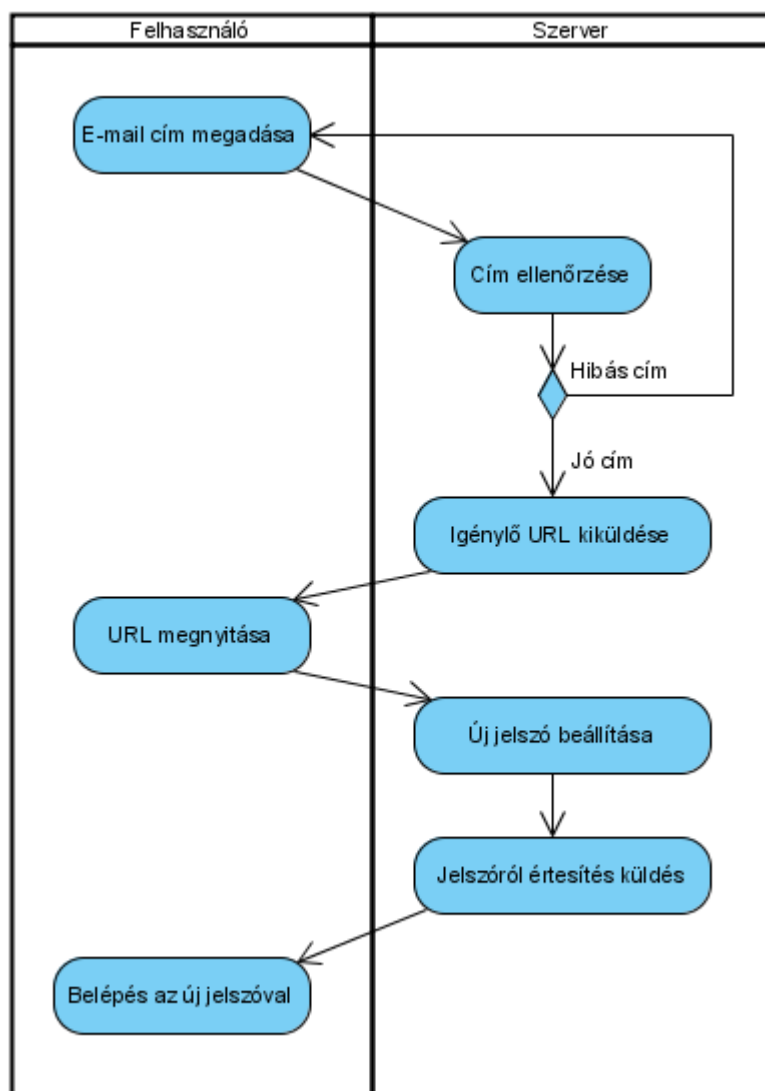 Felhasználó
Szerver
E-mail cím megadása
Cím ellenőrzése
Hibás cím
Jó cím
Igénylő URL kiküldése
URL megnyitása
Új jelszó beállítása
Jelszóról értesítés küldés
Belépés az új jelszóval